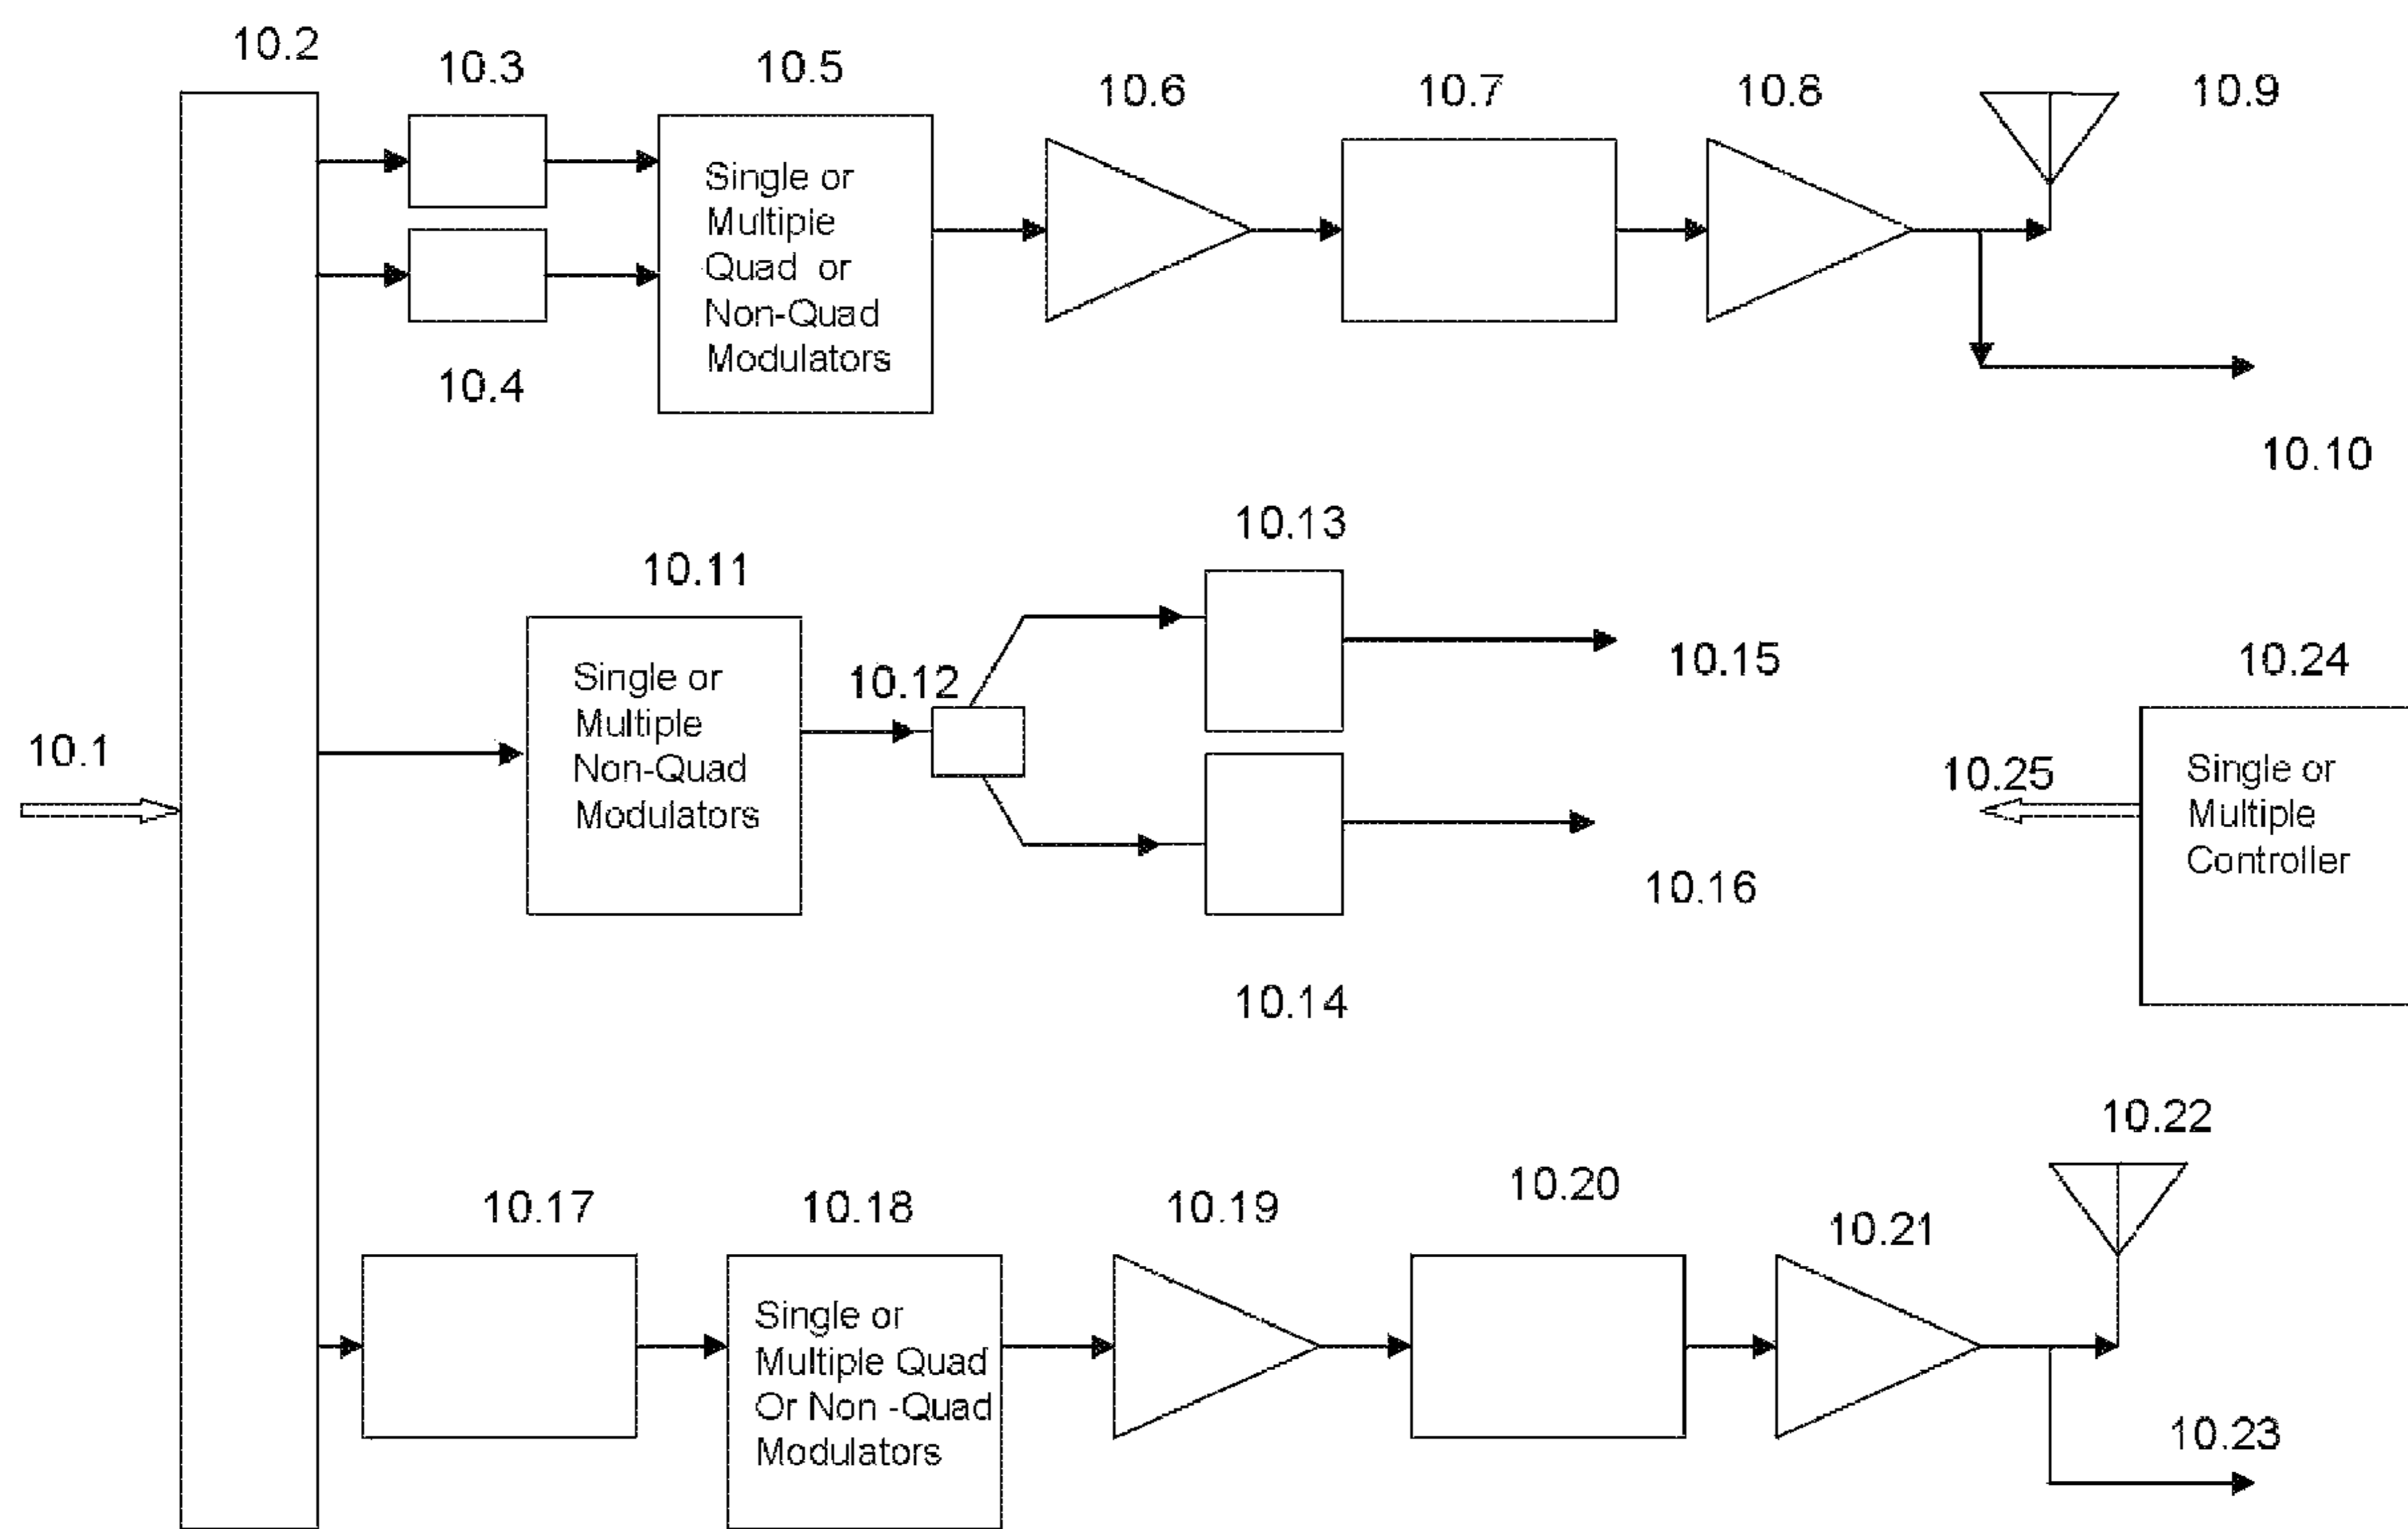 10.2
10.3
10.5
10.6
10.7
10.8
10.9
Single or
Multiple
Quad or
Non-Quad
Modulators
10.4
10.10
10.13
10.11
Single or
Multiple
Non-Quad
Modulators
10.12
10.15
10.24
10.1
10.25
Single or
Multiple
Controller
10.16
10.14
10.22
10.17
10.18
10.19
10.20
10.21
Single or
Multiple Quad
Or Non -Quad
Modulators
10.23